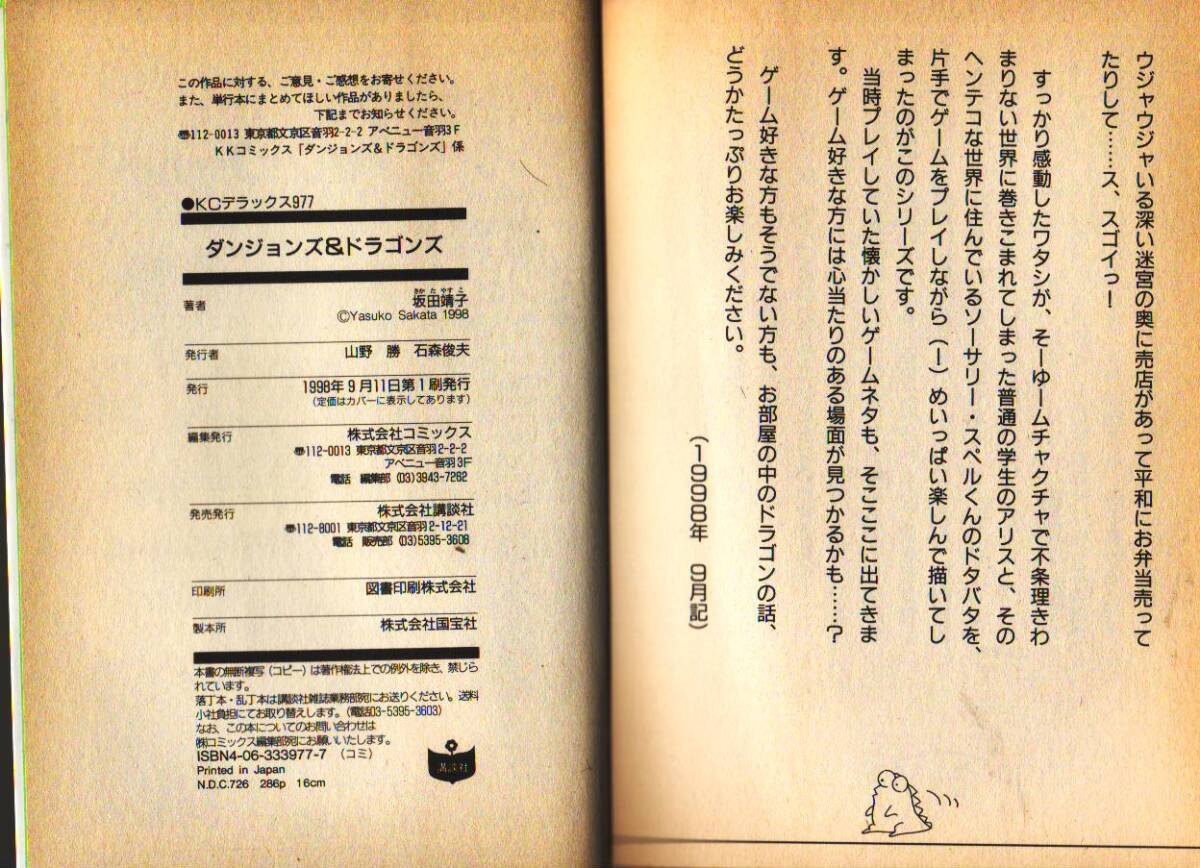 ウジャウジャいる深い迷宮の奥に売店があって平和にお弁当売って
たりして……ス、スゴイっ！
すっかり感動したワタシが、そーゆームチャクチャで不条理きわ
まりない世界に巻きこまれてしまった普通の学生のアリスと、その
ヘンテコな世界に住んでいるソーサリー・スペルくんのドタバタを、
片手でゲームをプレイしながら（ー）めいっぱい楽しんで描いてし
まったのがこのシリーズです。
当時プレイしていた懐かしいゲームネタも、そこここに出てきま
す。ゲーム好きな方には心当たりのある場面が見つかるかも……？
ゲーム好きな方もそうでない方も、お部屋の中のドラゴンの話、
どうかたっぷりお楽しみください。
（１９９８年　９月記）
この作品に対する、ご意見・ご感想をお寄せください。
また、単行本にまとめてほしい作品がありましたら、
下記までお知らせください。
〠112-0013 東京都文京区音羽2-2-2 アベニュー音羽3F
KKコミックス「ダンジョンズ&ドラゴンズ」係
●KCデラックス977
ダンジョンズ&ドラゴンズ
著者
さかたやすこ
坂田靖子
©Yasuko Sakata 1998
発行者 山野 勝 石森俊夫
発行 1998年9月11日第1刷発行
（定価はカバーに表示してあります）
編集発行 株式会社コミックス
〠112-0013 東京都文京区音羽2-2-2
アベニュー音羽3F
電話 編集部 (03)3943-7262
発売発行 株式会社講談社
〠112-8001 東京都文京区音羽2-12-21
電話 販売部 (03)5395-3608
印刷所 図書印刷株式会社
製本所 株式会社国宝社
本書の無断複写（コピー）は著作権法上での例外を除き、禁じら
れています。
落丁本・乱丁本は講談社雑誌業務部宛にお送りください。送料
小社負担にてお取り替えします。（電話03-5395-3603）
なお、この本についてのお問い合わせは
㈱コミックス編集部宛にお願いいたします。
ISBN4-06-333977-7 （コミ）
Printed in Japan
N.D.C.726 286p 16cm
講談社